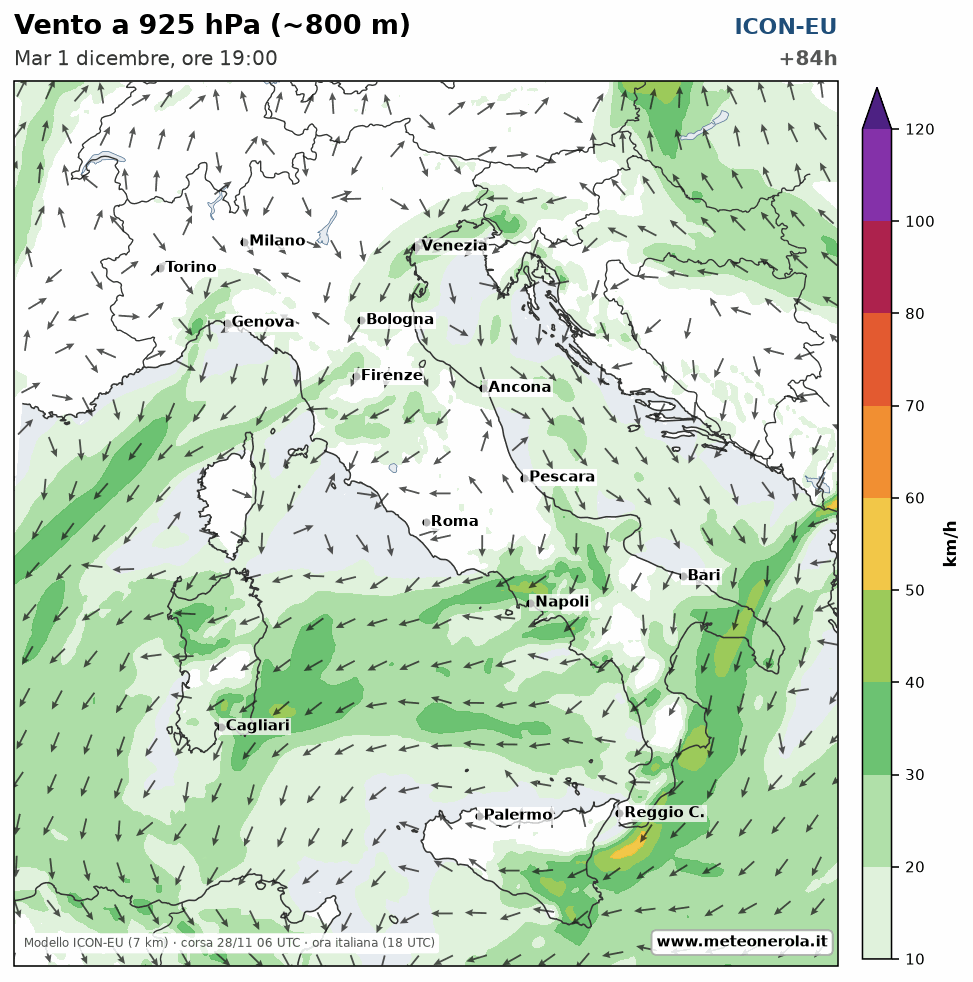 Vento a 925 hPa (~800 m)
ICON-EU
Mar 1 dicembre, ore 19:00
+84h
120
100
80
70
60
50
40
30
20
10
km/h
Milano
Venezia
Torino
Genova
Bologna
Firenze
Ancona
Pescara
Roma
Bari
Napoli
Cagliari
Palermo
Reggio C.
Modello ICON-EU (7 km) · corsa 28/11 06 UTC · ora italiana (18 UTC)
www.meteonerola.it